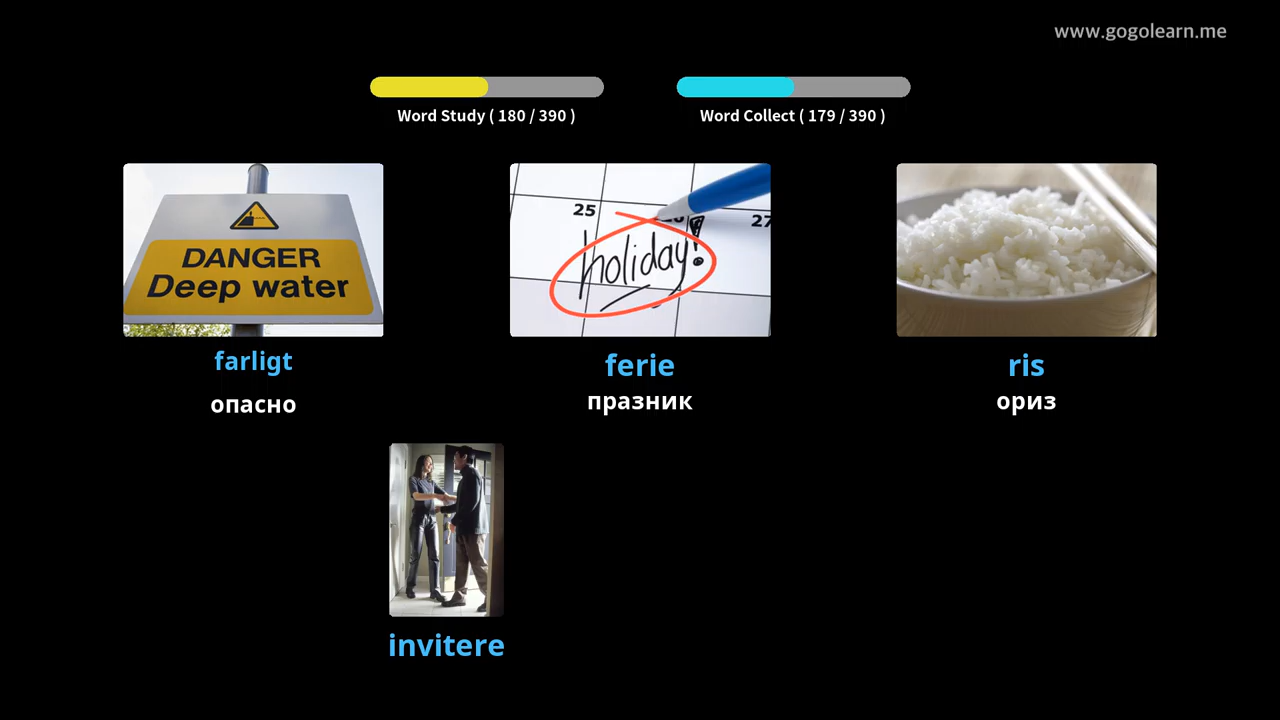 www.gogolearn.me
Word Study ( 180 / 390 )
Word Collect ( 179 / 390 )
DANGER
Deep water
25
27
holiday!
farligt
опасно
ferie
празник
ris
ориз
invitere